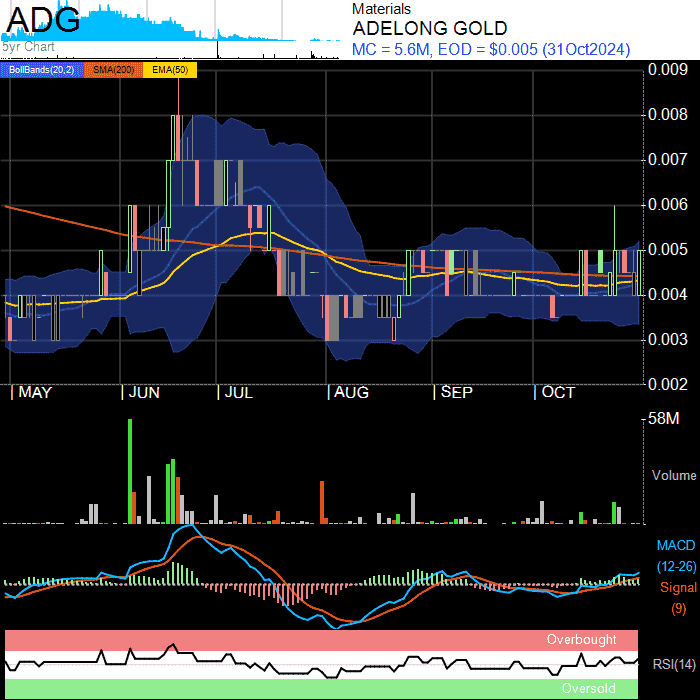 ADG
5yr Chart
Materials
ADELONG GOLD
MC = 5.6M, EOD = $0.005 (31Oct2024)
BollBands(20,2) SMA(200) EMA(50)
0.009
0.008
0.007
0.006
0.005
0.004
0.003
0.002
MAY JUN JUL AUG SEP OCT
58M
Volume
MACD
(12-26)
Signal
(9)
Overbought
RSI(14)
Oversold